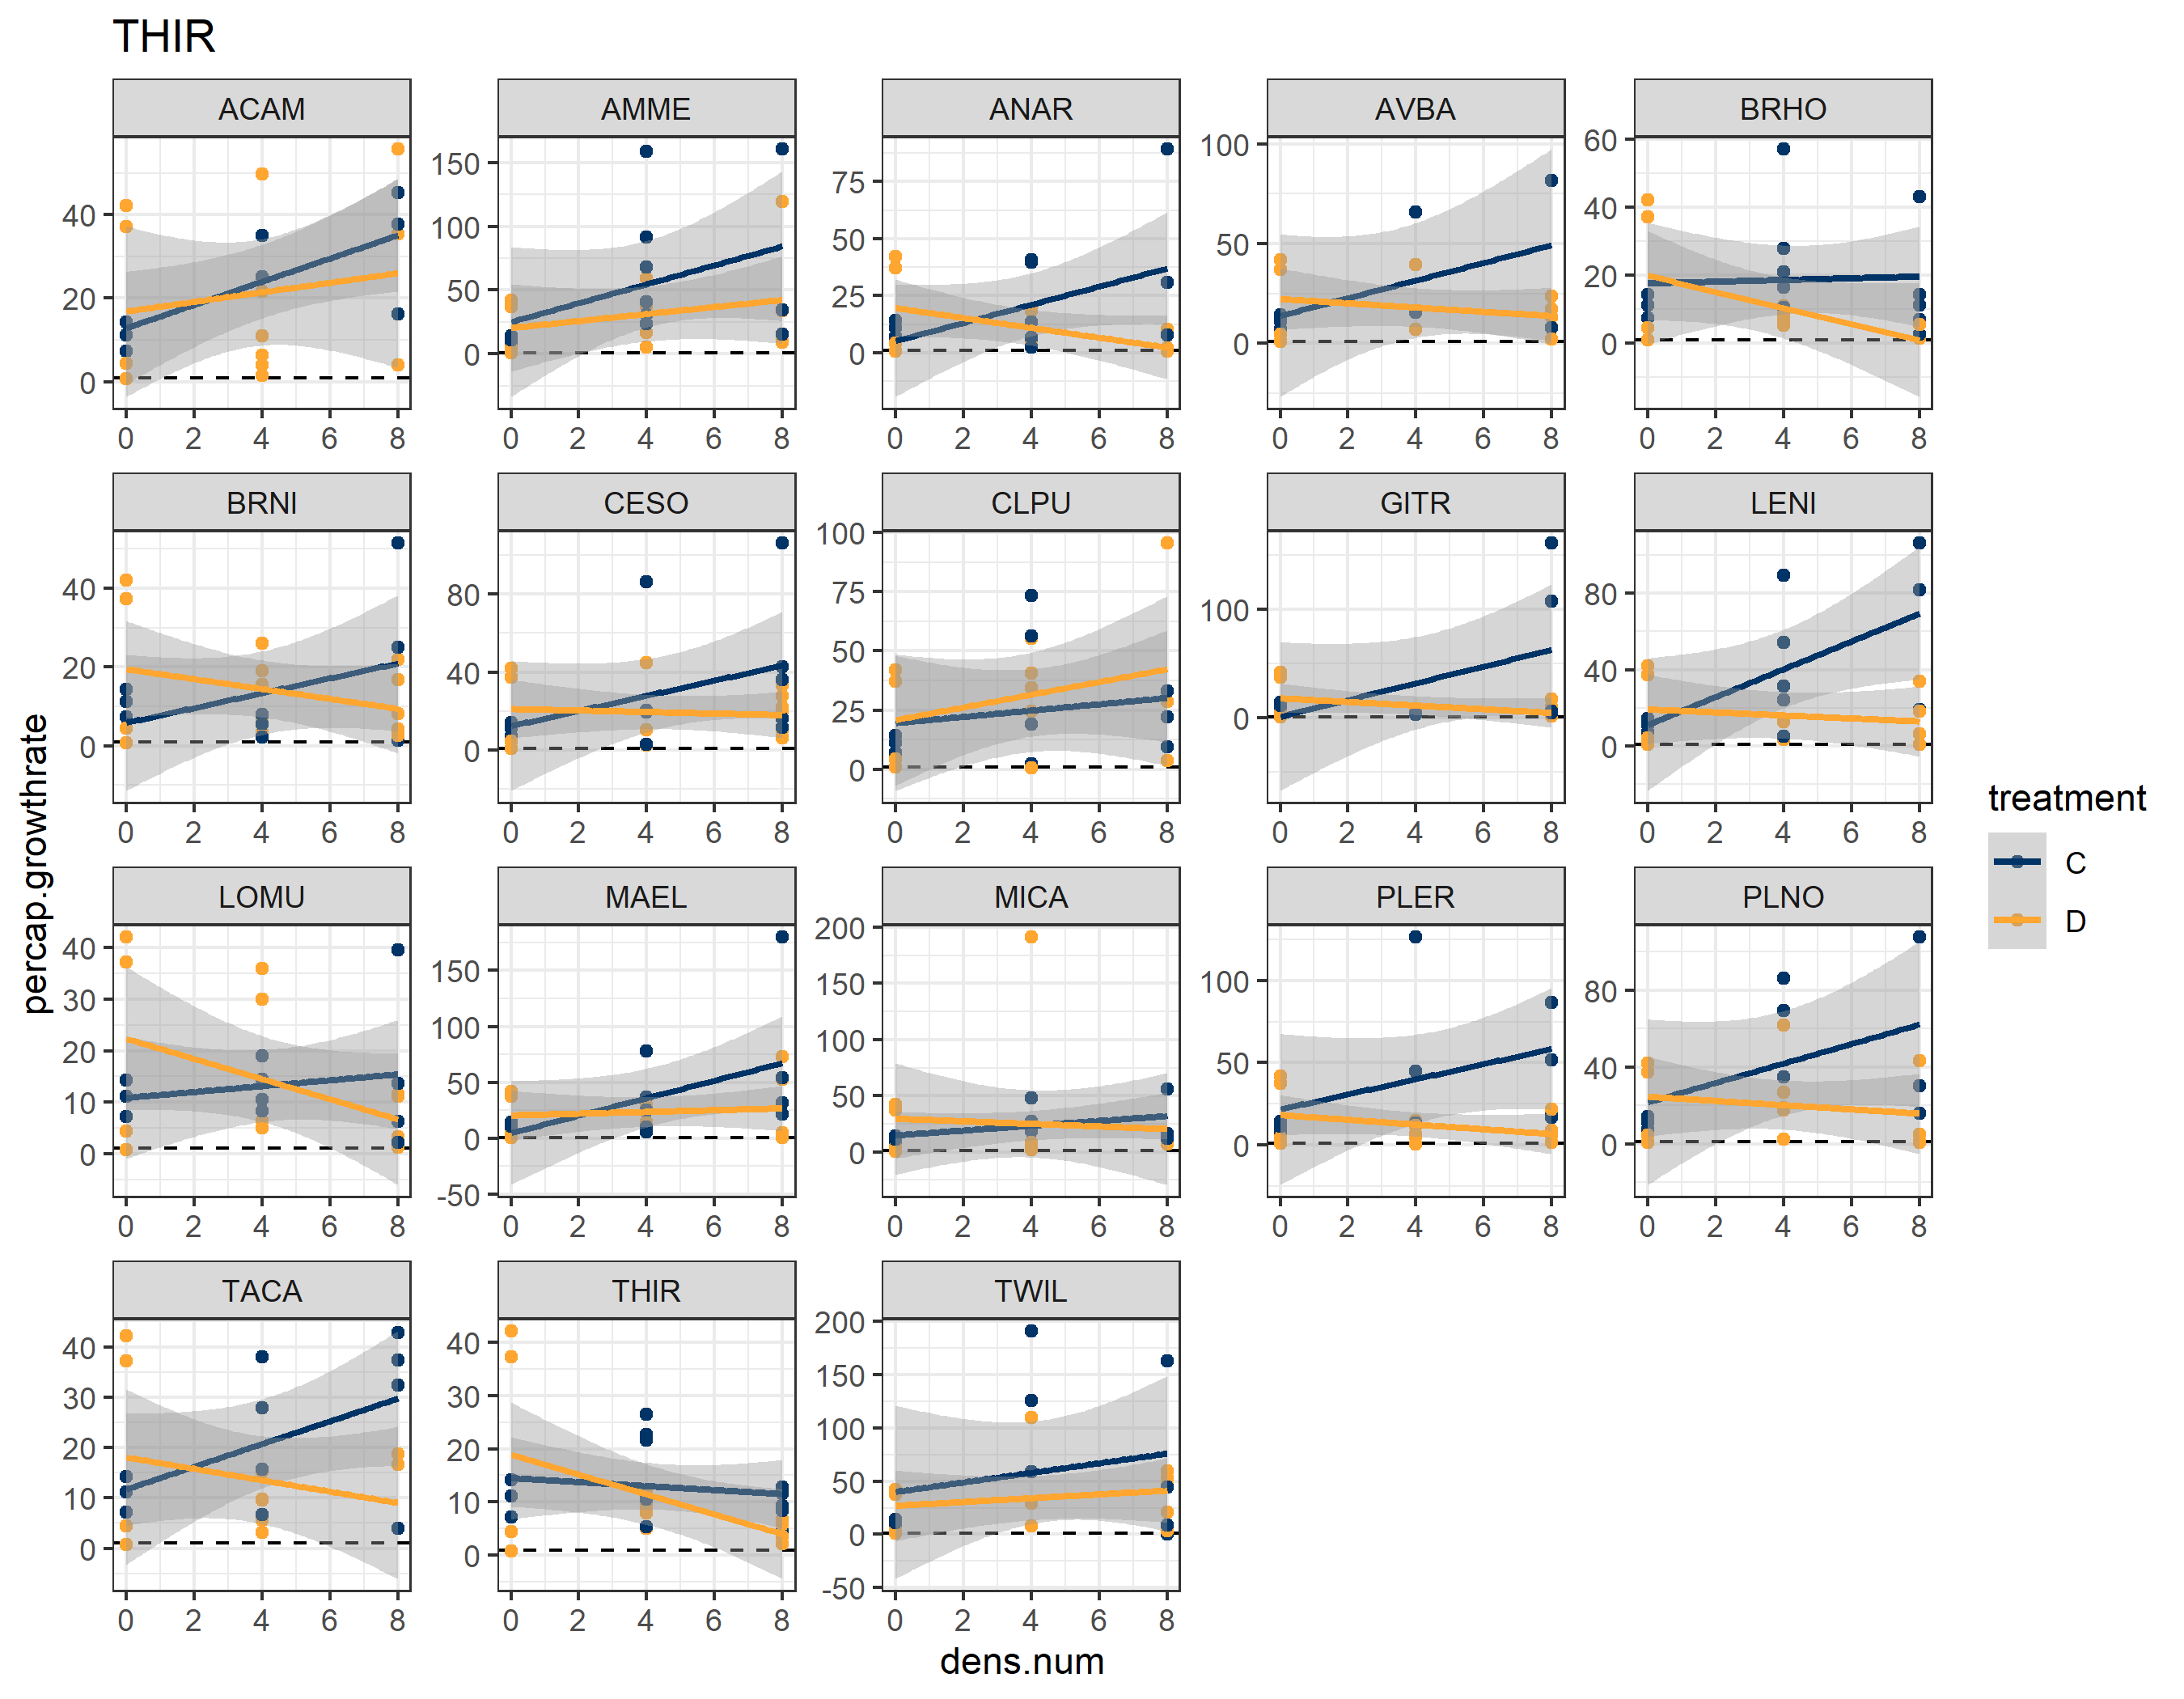 THIR
ACAM AMME ANAR AVBA BRHO
40 20 0
150 100 50 0
75 50 25 0
100 50 0
60 40 20 0
0 2 4 6 8 0 2 4 6 8 0 2 4 6 8 0 2 4 6 8 0 2 4 6 8
BRNI CESO CLPU GITR LENI
40 20 0
80 40 0
100 75 50 25 0
100 0
80 40 0
0 2 4 6 8 0 2 4 6 8 0 2 4 6 8 0 2 4 6 8 0 2 4 6 8
LOMU MAEL MICA PLER PLNO
40 30 20 10 0
150 100 50 0 -50
200 150 100 50 0
100 50 0
80 40 0
0 2 4 6 8 0 2 4 6 8 0 2 4 6 8 0 2 4 6 8 0 2 4 6 8
TACA THIR TWIL
40 30 20 10 0
40 30 20 10 0
200 150 100 50 0 -50
0 2 4 6 8 0 2 4 6 8 0 2 4 6 8
dens.num
percap.growthrate
treatment
C
D